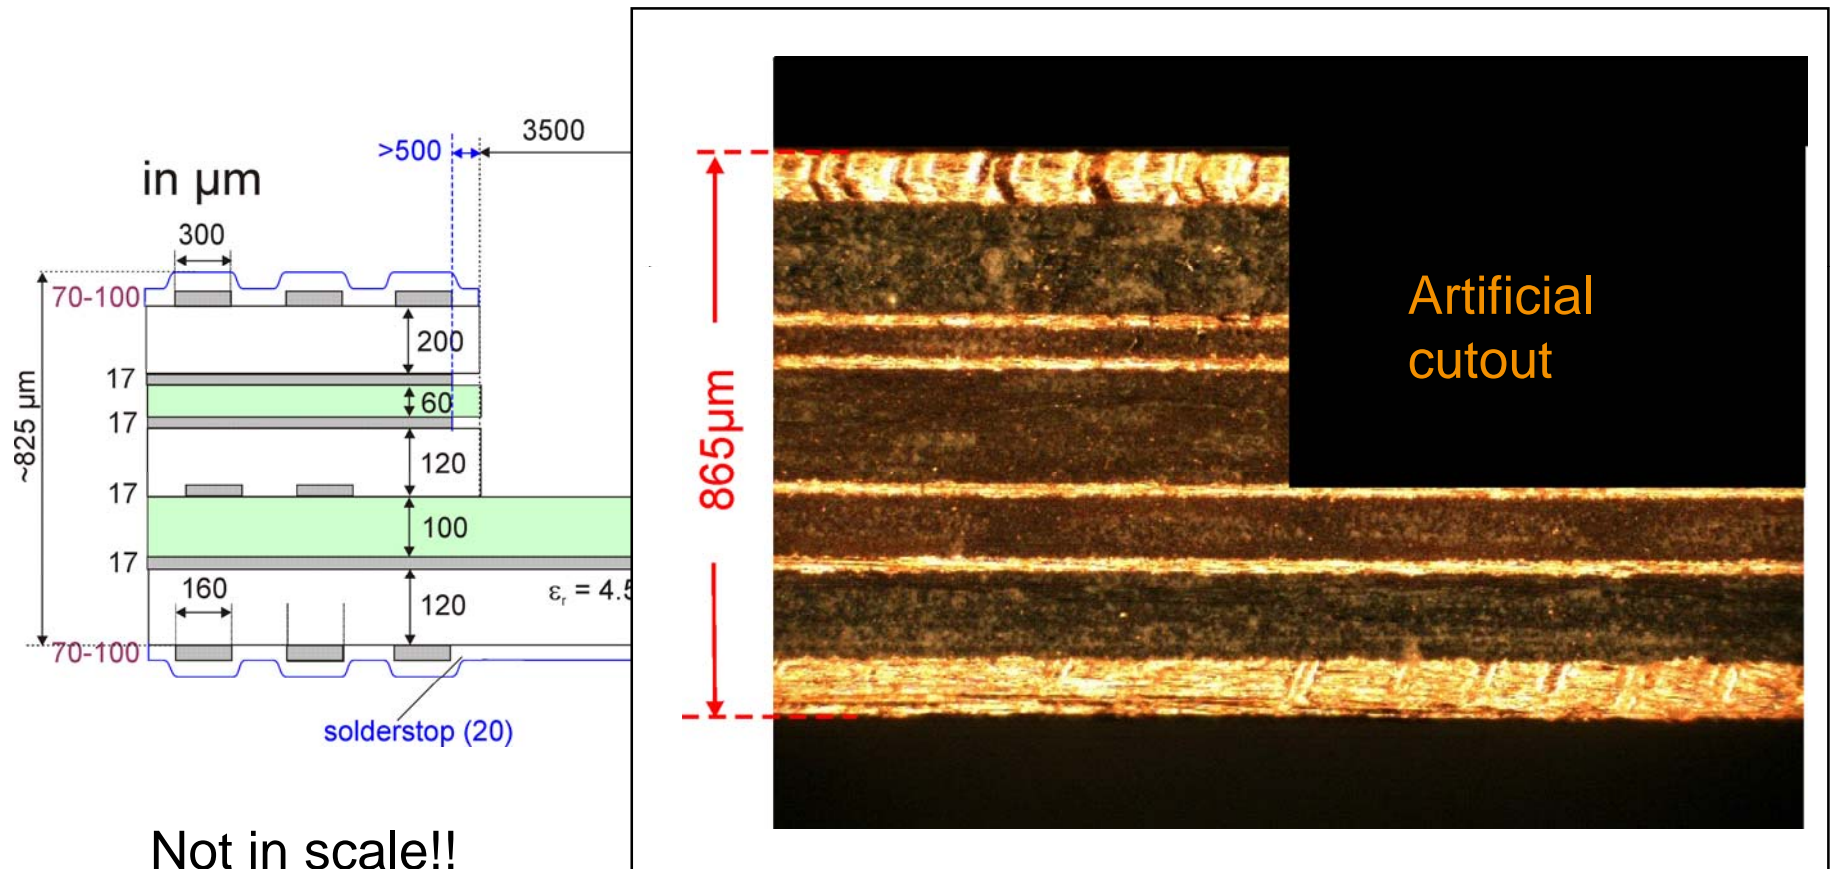 3500
>500
in µm
300
70-100
200
17
60
17
~825 µm
120
17
100
17
160
εr = 4.5
120
70-100
solderstop (20)
Not in scale!!
865µm
Artificial
cutout